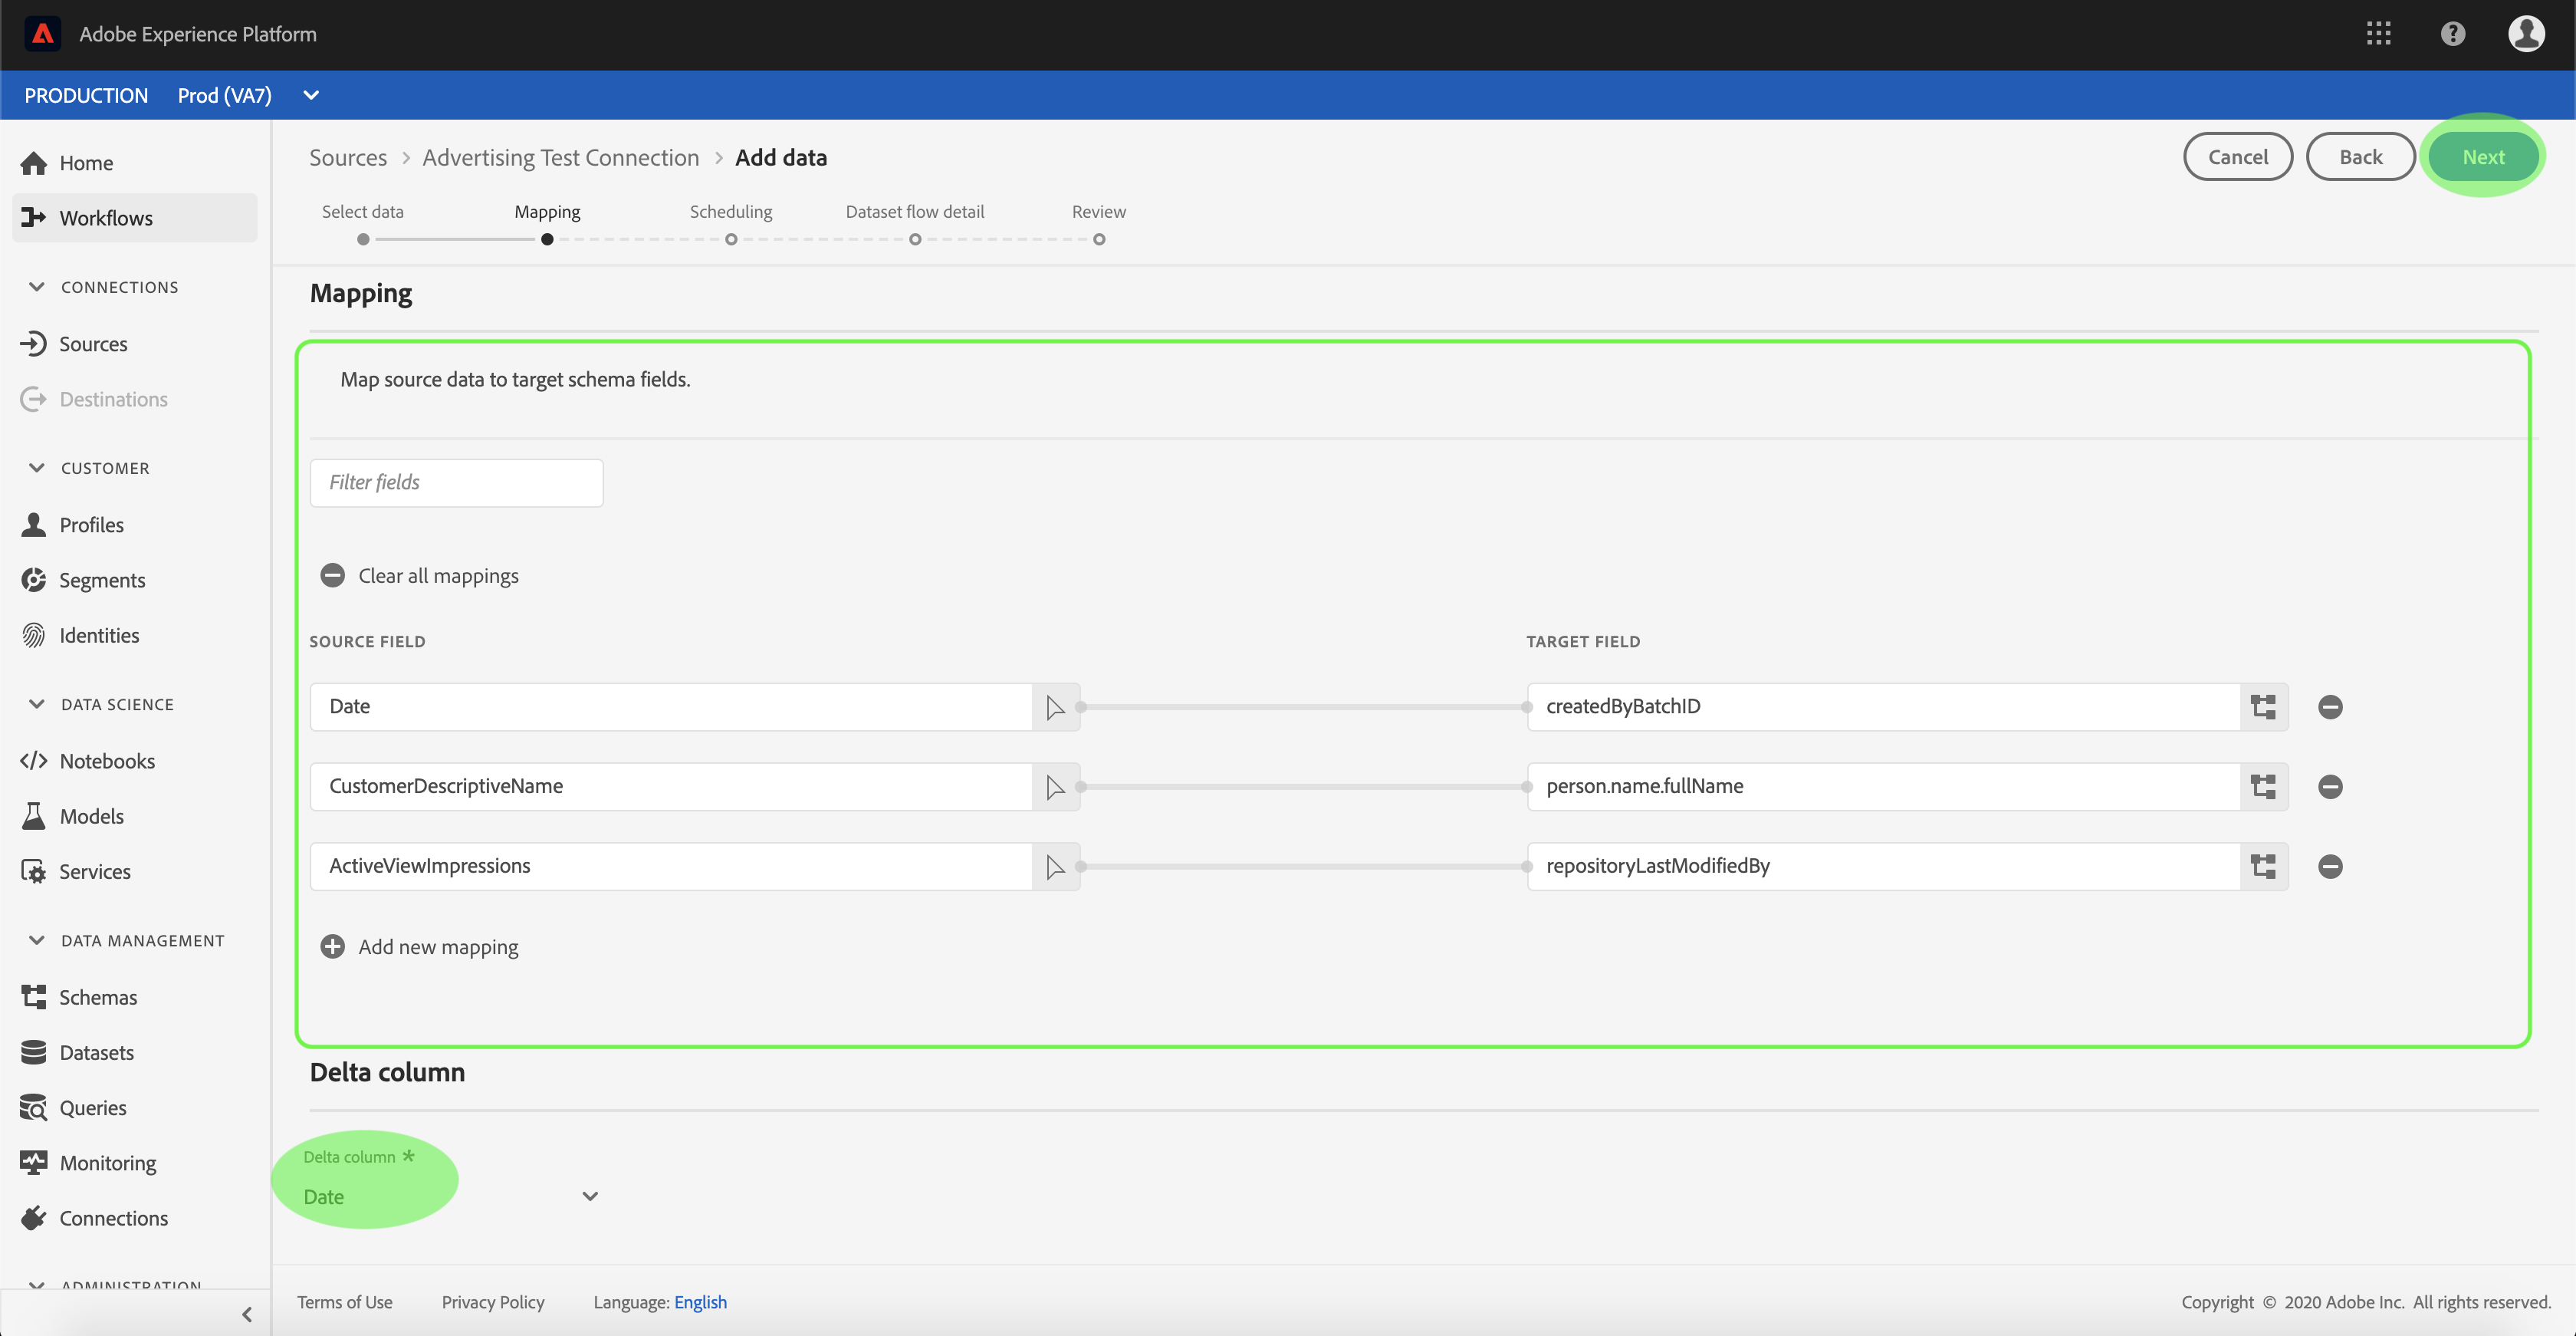 Adobe Experience Platform
PRODUCTION Prod (VA7)
Home
Workflows
CONNECTIONS
Sources
Destinations
CUSTOMER
Profiles
Segments
Identities
DATA SCIENCE
Notebooks
Models
Services
DATA MANAGEMENT
Schemas
Datasets
Queries
Monitoring
Connections
ADMINISTRATION
Sources > Advertising Test Connection > Add data
Cancel Back Next
Select data Mapping Scheduling Dataset flow detail Review
Mapping
Map source data to target schema fields.
Filter fields
Clear all mappings
SOURCE FIELD TARGET FIELD
Date createdByBatchID
CustomerDescriptiveName person.name.fullName
ActiveViewImpressions repositoryLastModifiedBy
Add new mapping
Delta column
Delta column *
Date
Terms of Use Privacy Policy Language: English Copyright © 2020 Adobe Inc. All rights reserved.